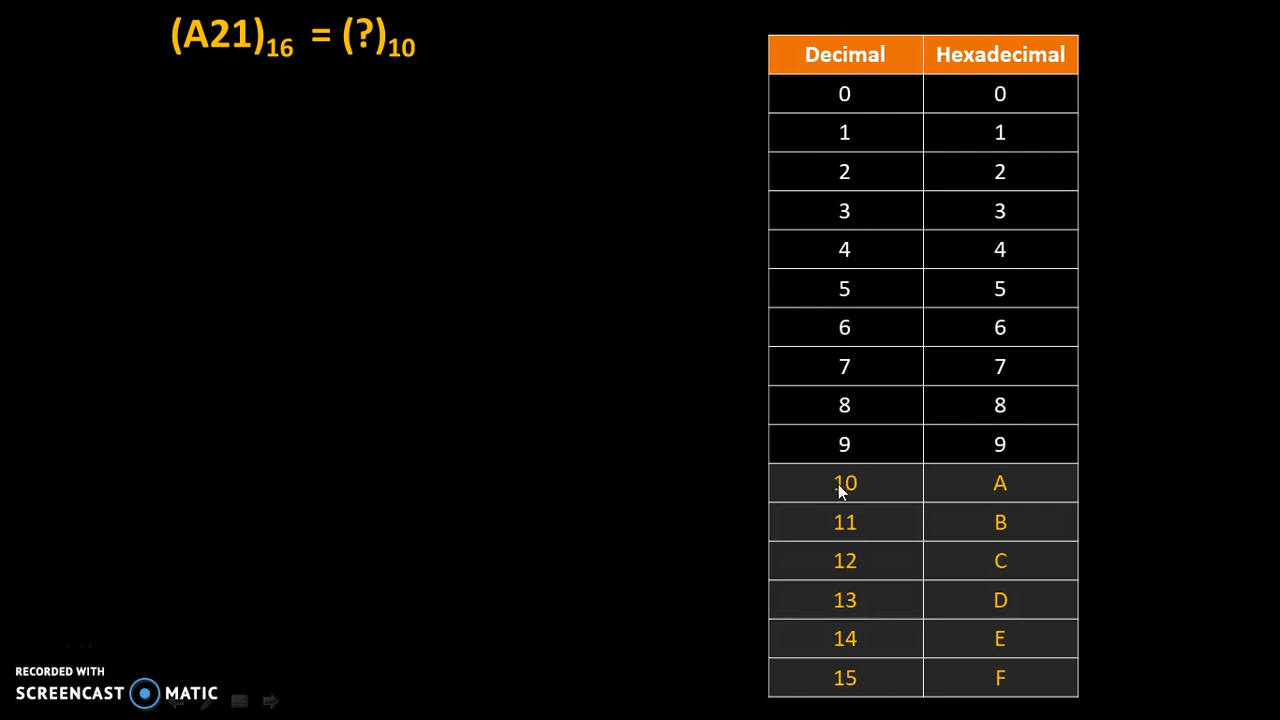 (A21)16 = (?)10
Decimal Hexadecimal
0 0
1 1
2 2
3 3
4 4
5 5
6 6
7 7
8 8
9 9
10 A
11 B
12 C
13 D
14 E
15 F
RECORDED WITH
SCREENCAST MATIC